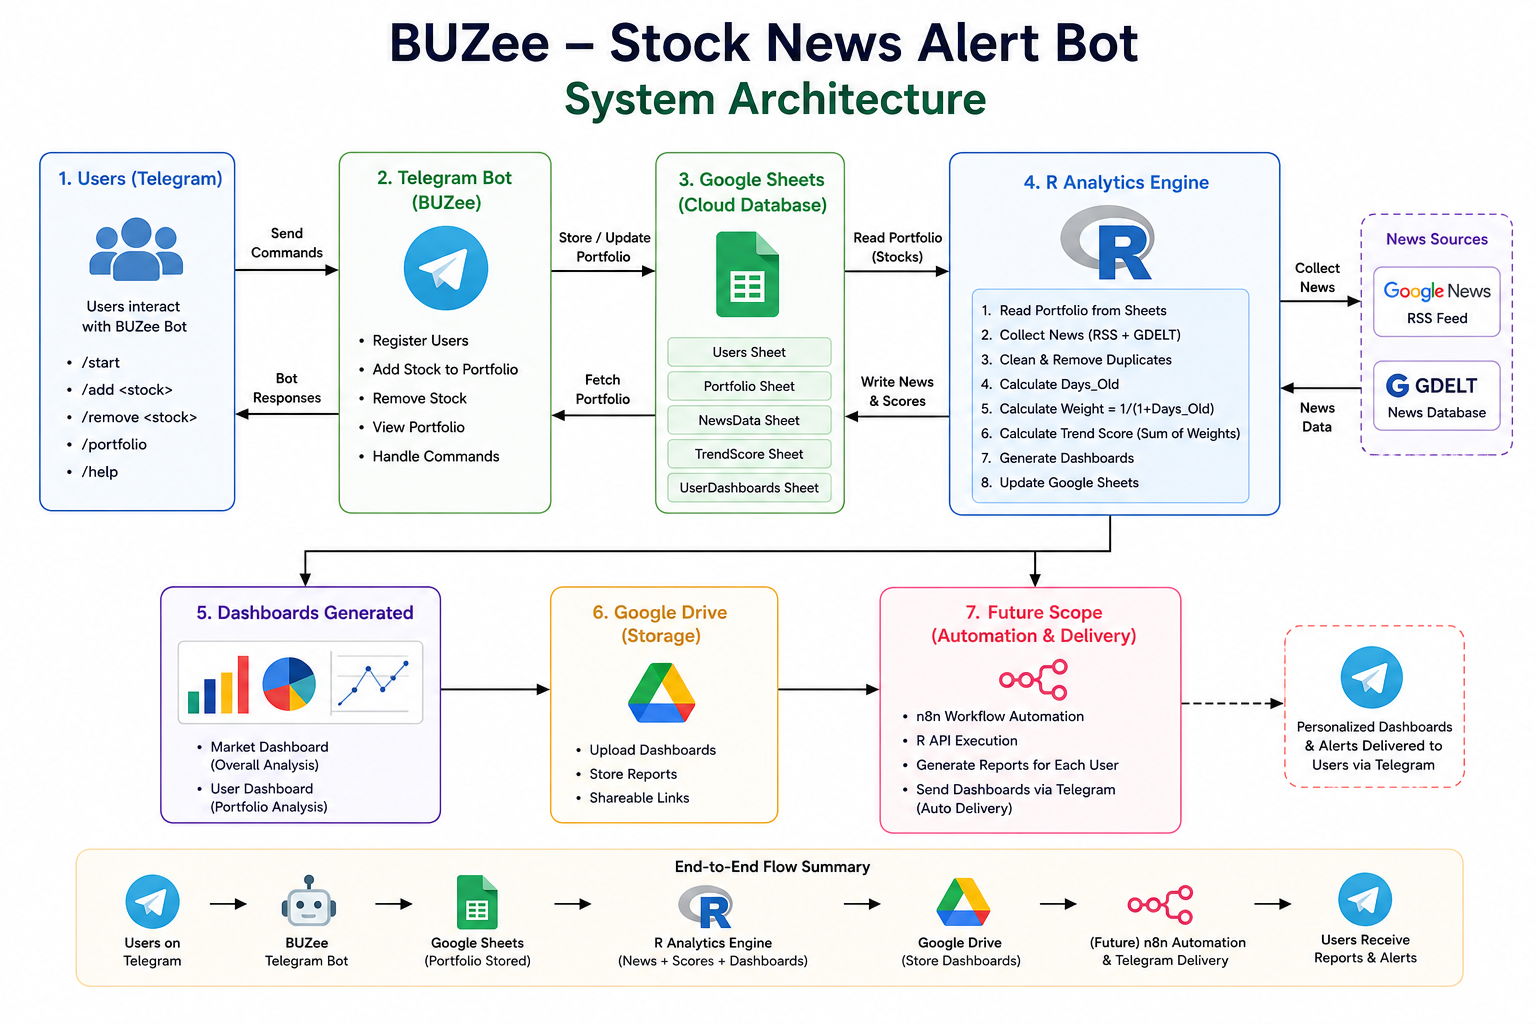 BUZee – Stock News Alert Bot
System Architecture
1. Users (Telegram)
Users interact
with BUZee Bot
• /start
• /add <stock>
• /remove <stock>
• /portfolio
• /help
Send
Commands
Bot
Responses
2. Telegram Bot
(BUZee)
• Register Users
• Add Stock to Portfolio
• Remove Stock
• View Portfolio
• Handle Commands
Store / Update
Portfolio
Fetch
Portfolio
3. Google Sheets
(Cloud Database)
Users Sheet
Portfolio Sheet
NewsData Sheet
TrendScore Sheet
UserDashboards Sheet
Read Portfolio
(Stocks)
Write News
& Scores
4. R Analytics Engine
R
1. Read Portfolio from Sheets
2. Collect News (RSS + GDELT)
3. Clean & Remove Duplicates
4. Calculate Days_Old
5. Calculate Weight = 1/(1+Days_Old)
6. Calculate Trend Score (Sum of Weights)
7. Generate Dashboards
8. Update Google Sheets
Collect
News
News
Data
News Sources
Google News
RSS Feed
G GDELT
News Database
5. Dashboards Generated
• Market Dashboard
(Overall Analysis)
• User Dashboard
(Portfolio Analysis)
6. Google Drive
(Storage)
• Upload Dashboards
• Store Reports
• Shareable Links
7. Future Scope
(Automation & Delivery)
• n8n Workflow Automation
• R API Execution
• Generate Reports for Each User
• Send Dashboards via Telegram
(Auto Delivery)
Personalized Dashboards
& Alerts Delivered to
Users via Telegram
End-to-End Flow Summary
Users on
Telegram
BUZee
Telegram Bot
Google Sheets
(Portfolio Stored)
R
R Analytics Engine
(News + Scores + Dashboards)
Google Drive
(Store Dashboards)
(Future) n8n Automation
& Telegram Delivery
Users Receive
Reports & Alerts